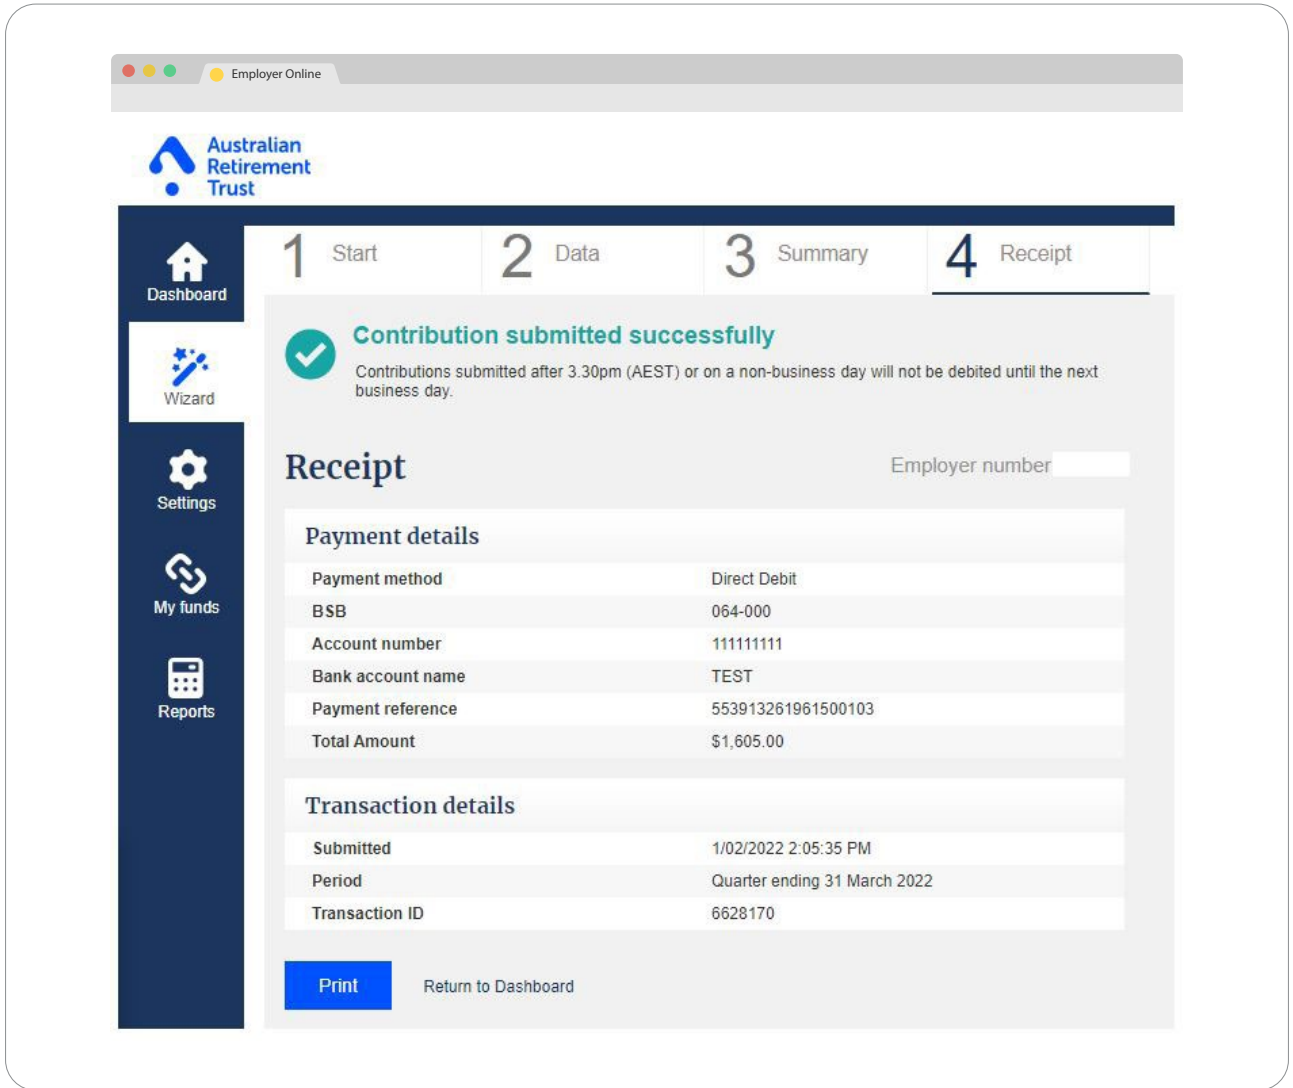 Employer Online
Australian
Retirement
Trust
Dashboard
Wizard
Settings
My funds
Reports
1 Start
2 Data
3 Summary
4 Receipt
Contribution submitted successfully
Contributions submitted after 3.30pm (AEST) or on a non-business day will not be debited until the next
business day.
Receipt
Employer number
Payment details
Payment method Direct Debit
BSB 064-000
Account number 111111111
Bank account name TEST
Payment reference 553913261961500103
Total Amount $1,605.00
Transaction details
Submitted 1/02/2022 2:05:35 PM
Period Quarter ending 31 March 2022
Transaction ID 6628170
Print
Return to Dashboard